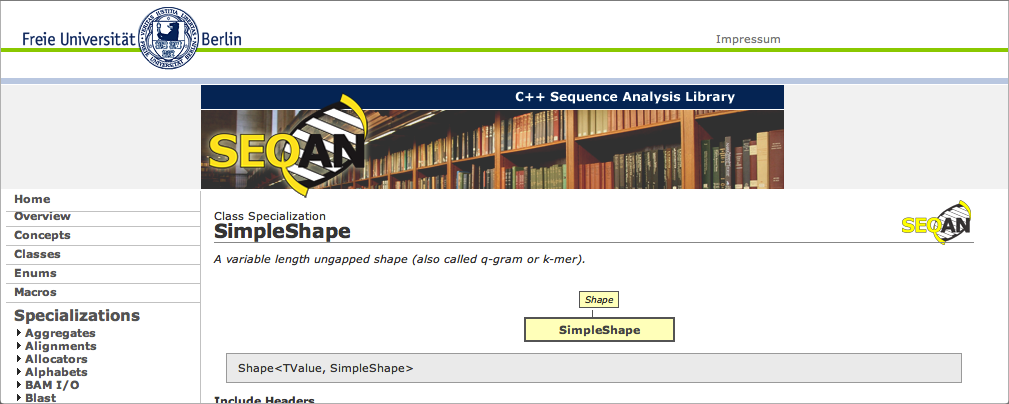 Freie Universität Berlin
Impressum
C++ Sequence Analysis Library
SEQAN
Home
Overview
Concepts
Classes
Enums
Macros
Specializations
Aggregates
Alignments
Allocators
Alphabets
BAM I/O
Blast
Class Specialization
SimpleShape
SEQAN
A variable length ungapped shape (also called q-gram or k-mer).
Shape
SimpleShape
Shape<TValue, SimpleShape>
Include Headers